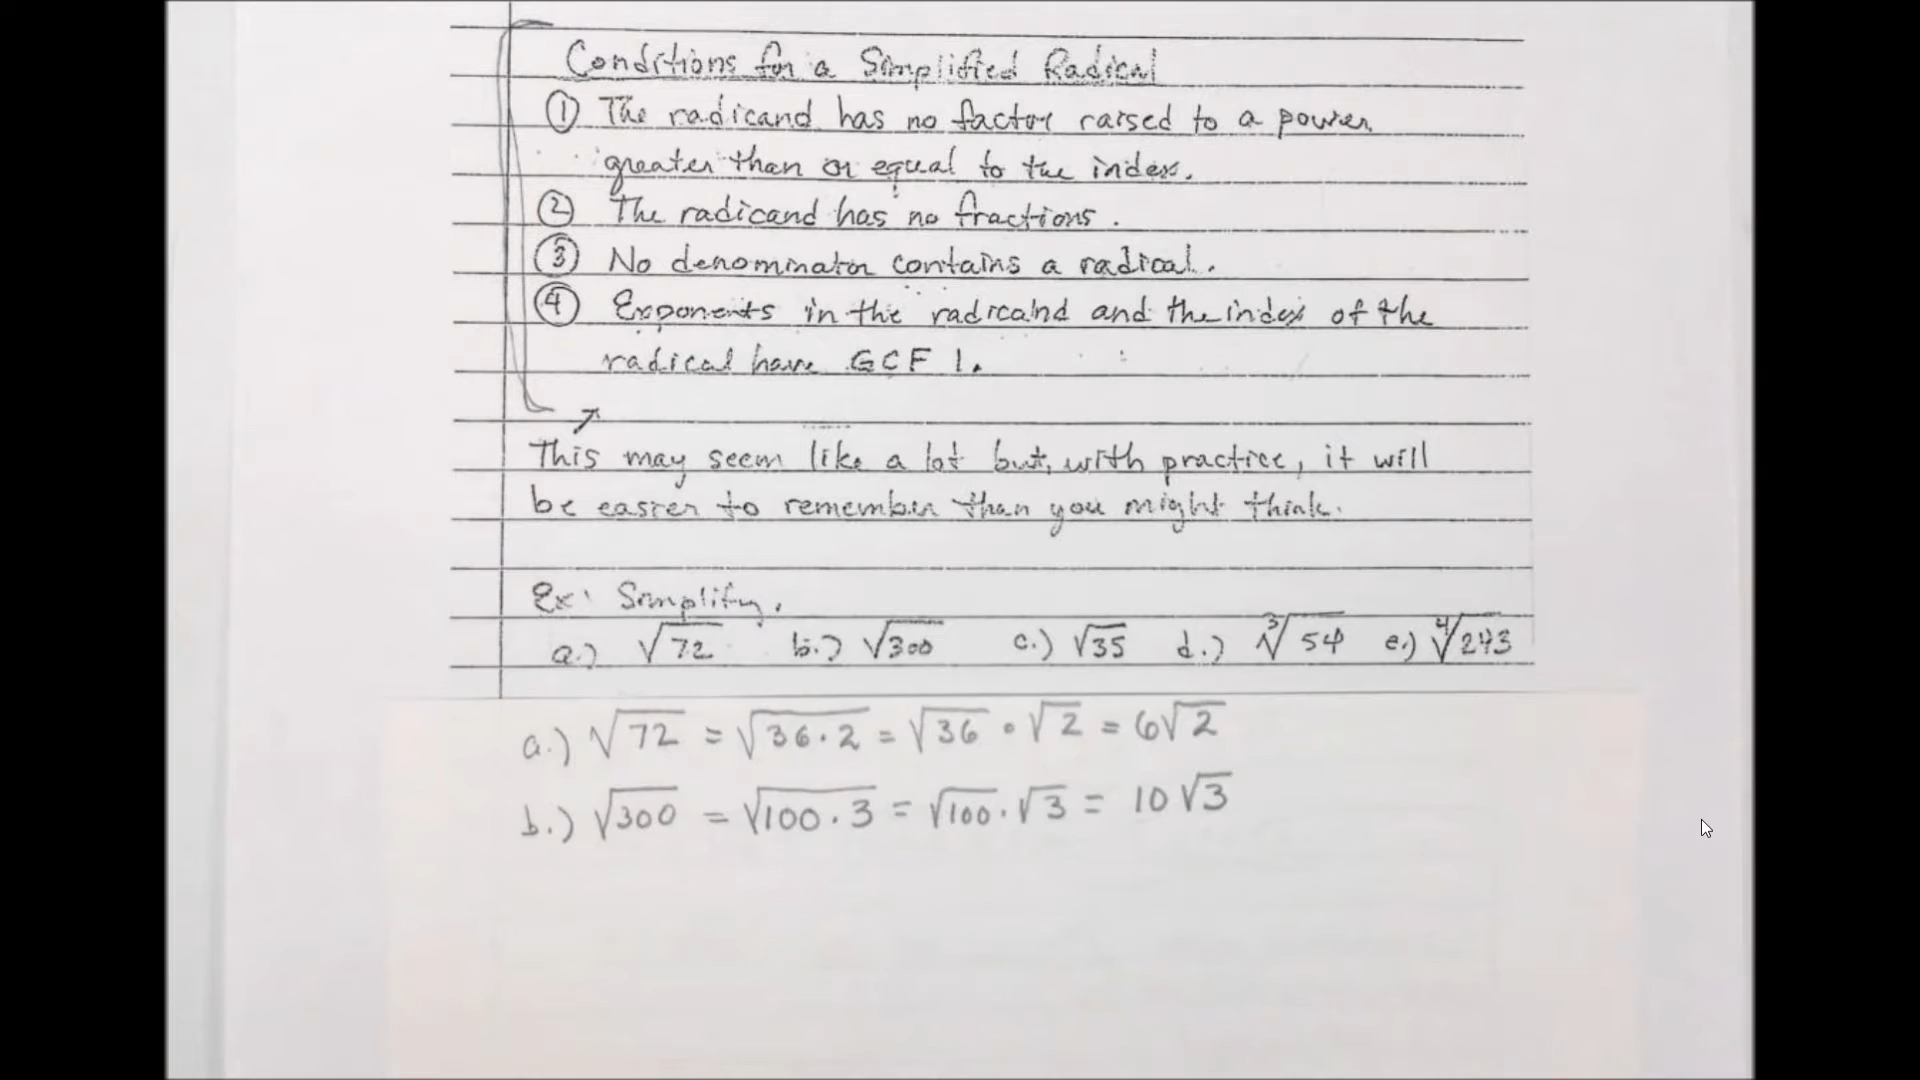 Conditions for a Simplified Radical
① The radicand has no factor raised to a power
greater than or equal to the index.
② The radicand has no fractions.
③ No denominator contains a radical.
④ Exponents in the radicand and the index of the
radical have GCF 1.
↗
This may seem like a lot but, with practice, it will
be easier to remember than you might think.
Ex: Simplify.
a.) √72 b.) √300 c.) √35 d.) ∛54 e.) ∜243
a.) √72 = √36·2 = √36 · √2 = 6√2
b.) √300 = √100·3 = √100 · √3 = 10√3